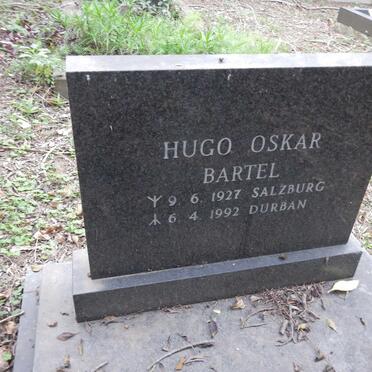 HUGO OSKAR
BARTEL
ᛉ 9. 6. 1927 SALZBURG
ᛣ 6. 4. 1992 DURBAN